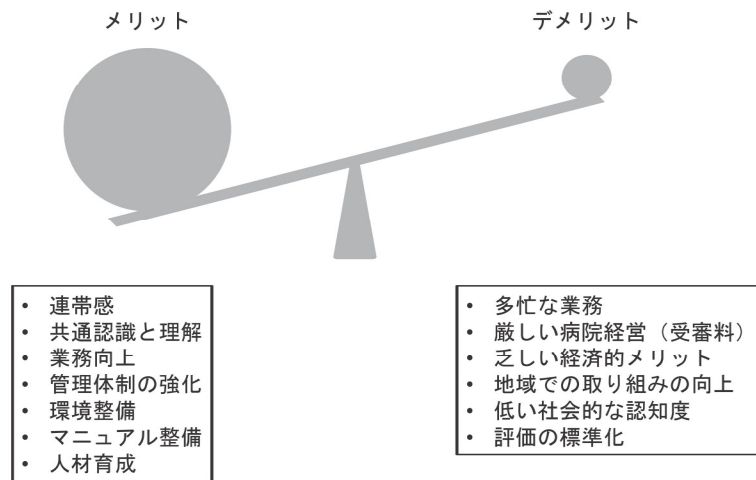 メリット
デメリット
• 連帯感
• 共通認識と理解
• 業務向上
• 管理体制の強化
• 環境整備
• マニュアル整備
• 人材育成
• 多忙な業務
• 厳しい病院経営（受審料）
• 乏しい経済的メリット
• 地域での取り組みの向上
• 低い社会的な認知度
• 評価の標準化